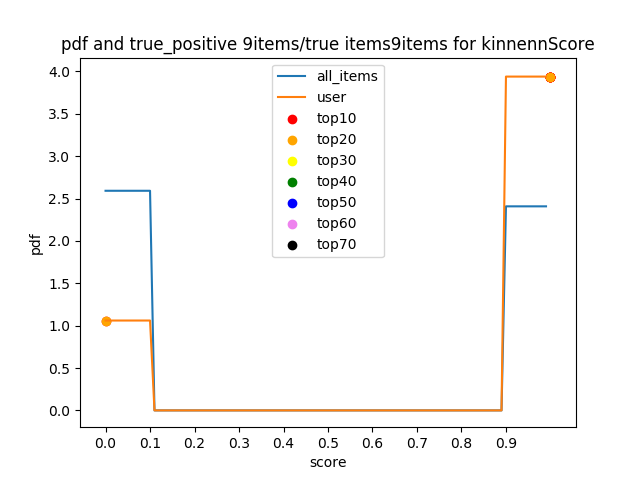 pdf and true_positive 9items/true items9items for kinnennScore
all_items
user
top10
top20
top30
top40
top50
top60
top70
pdf
4.0
3.5
3.0
2.5
2.0
1.5
1.0
0.5
0.0
0.0 0.1 0.2 0.3 0.4 0.5 0.6 0.7 0.8 0.9
score